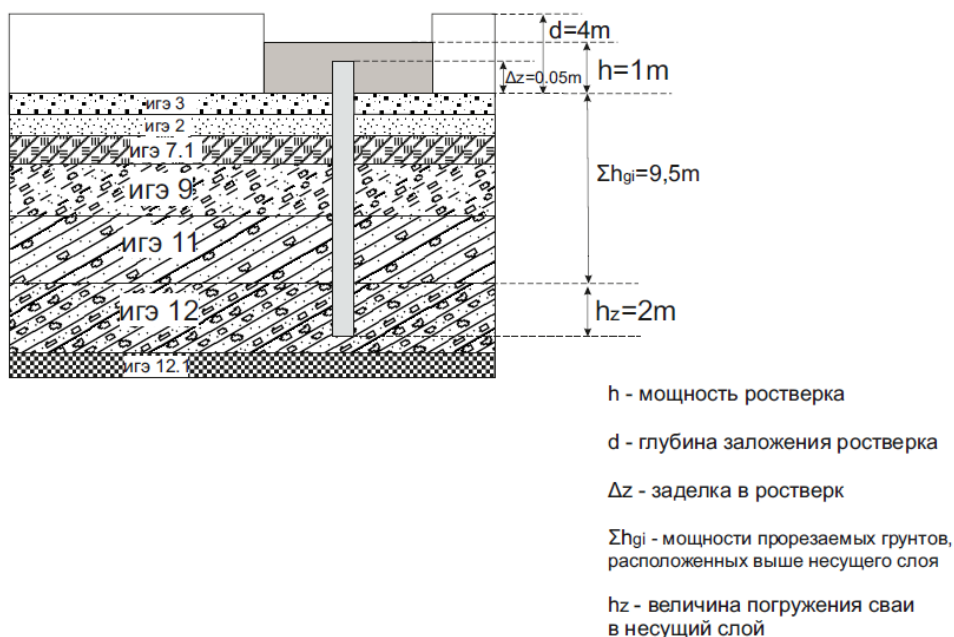 d=4m
Δz=0.05m
h=1m
игэ 3
игэ 2
игэ 7.1
игэ 9
Σhgi=9,5m
игэ 11
игэ 12
hz=2m
игэ 12.1
h - мощность ростверка
d - глубина заложения ростверка
Δz - заделка в ростверк
Σhgi - мощности прорезаемых грунтов,
расположенных выше несущего слоя
hz - величина погружения сваи
в несущий слой